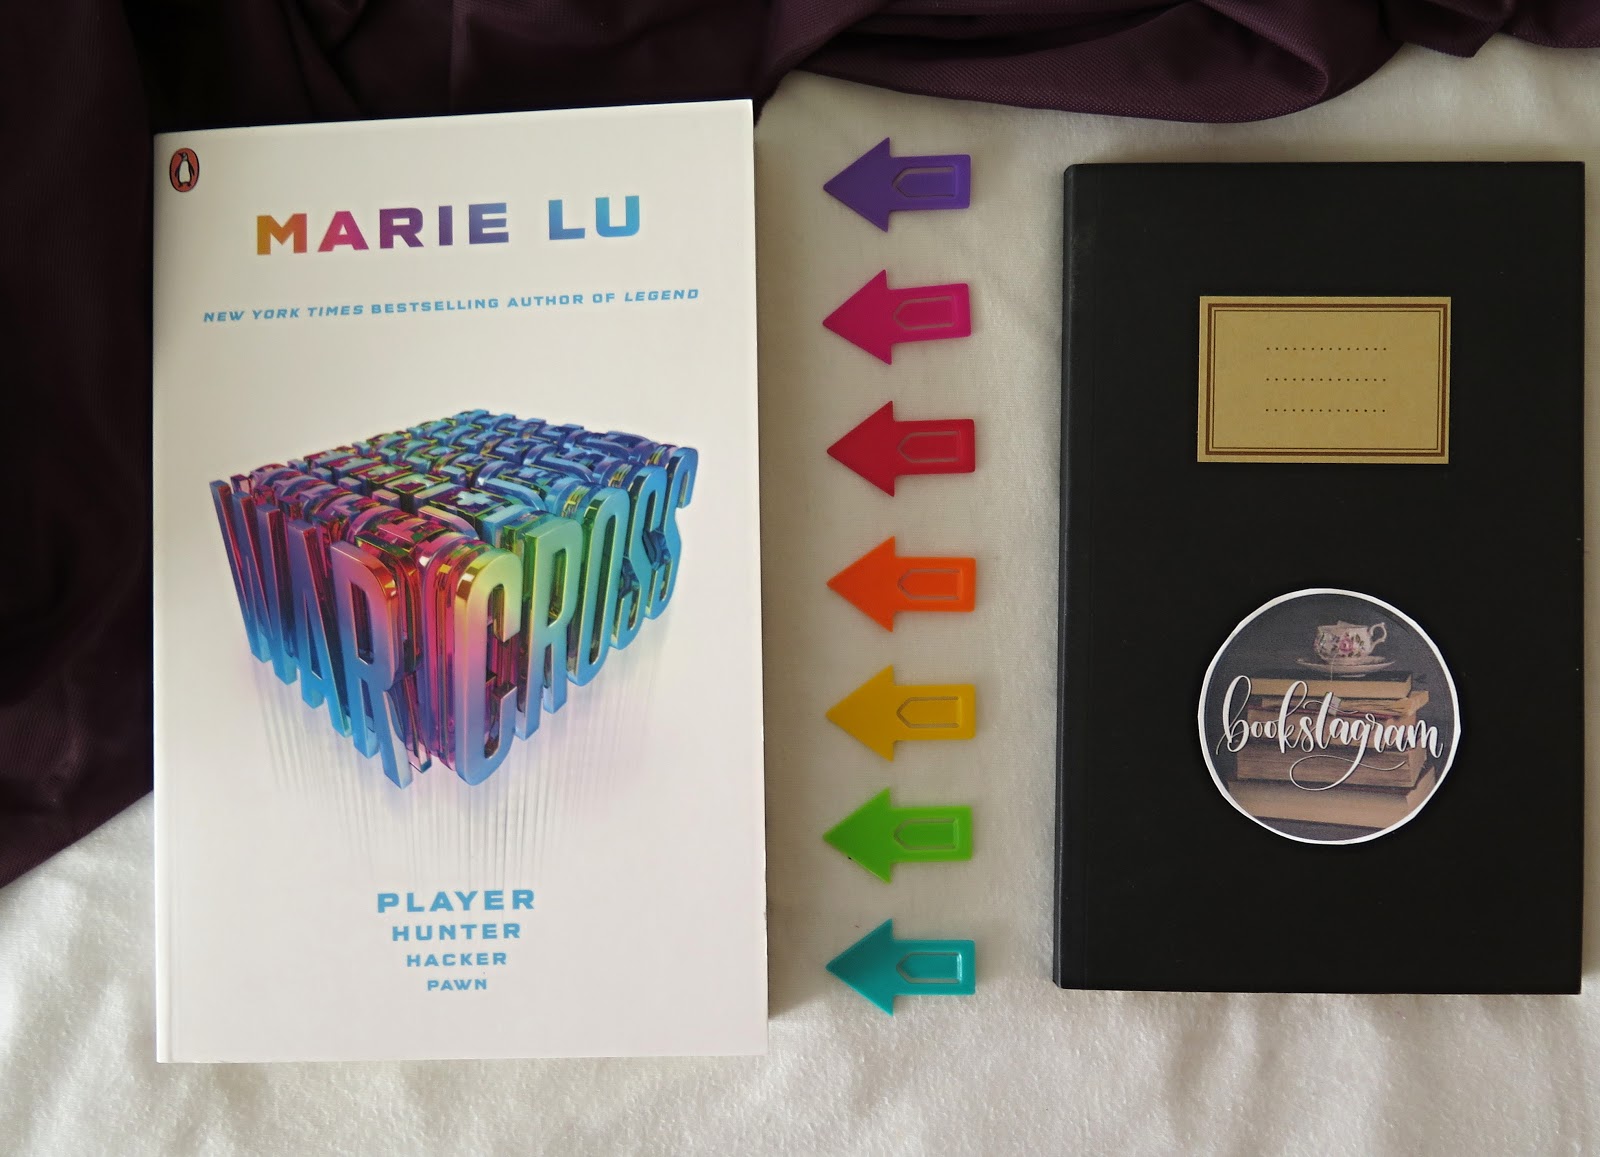 MARIE LU
NEW YORK TIMES BESTSELLING AUTHOR OF LEGEND
WARCROSS
PLAYER
HUNTER
HACKER
PAWN
bookstagram